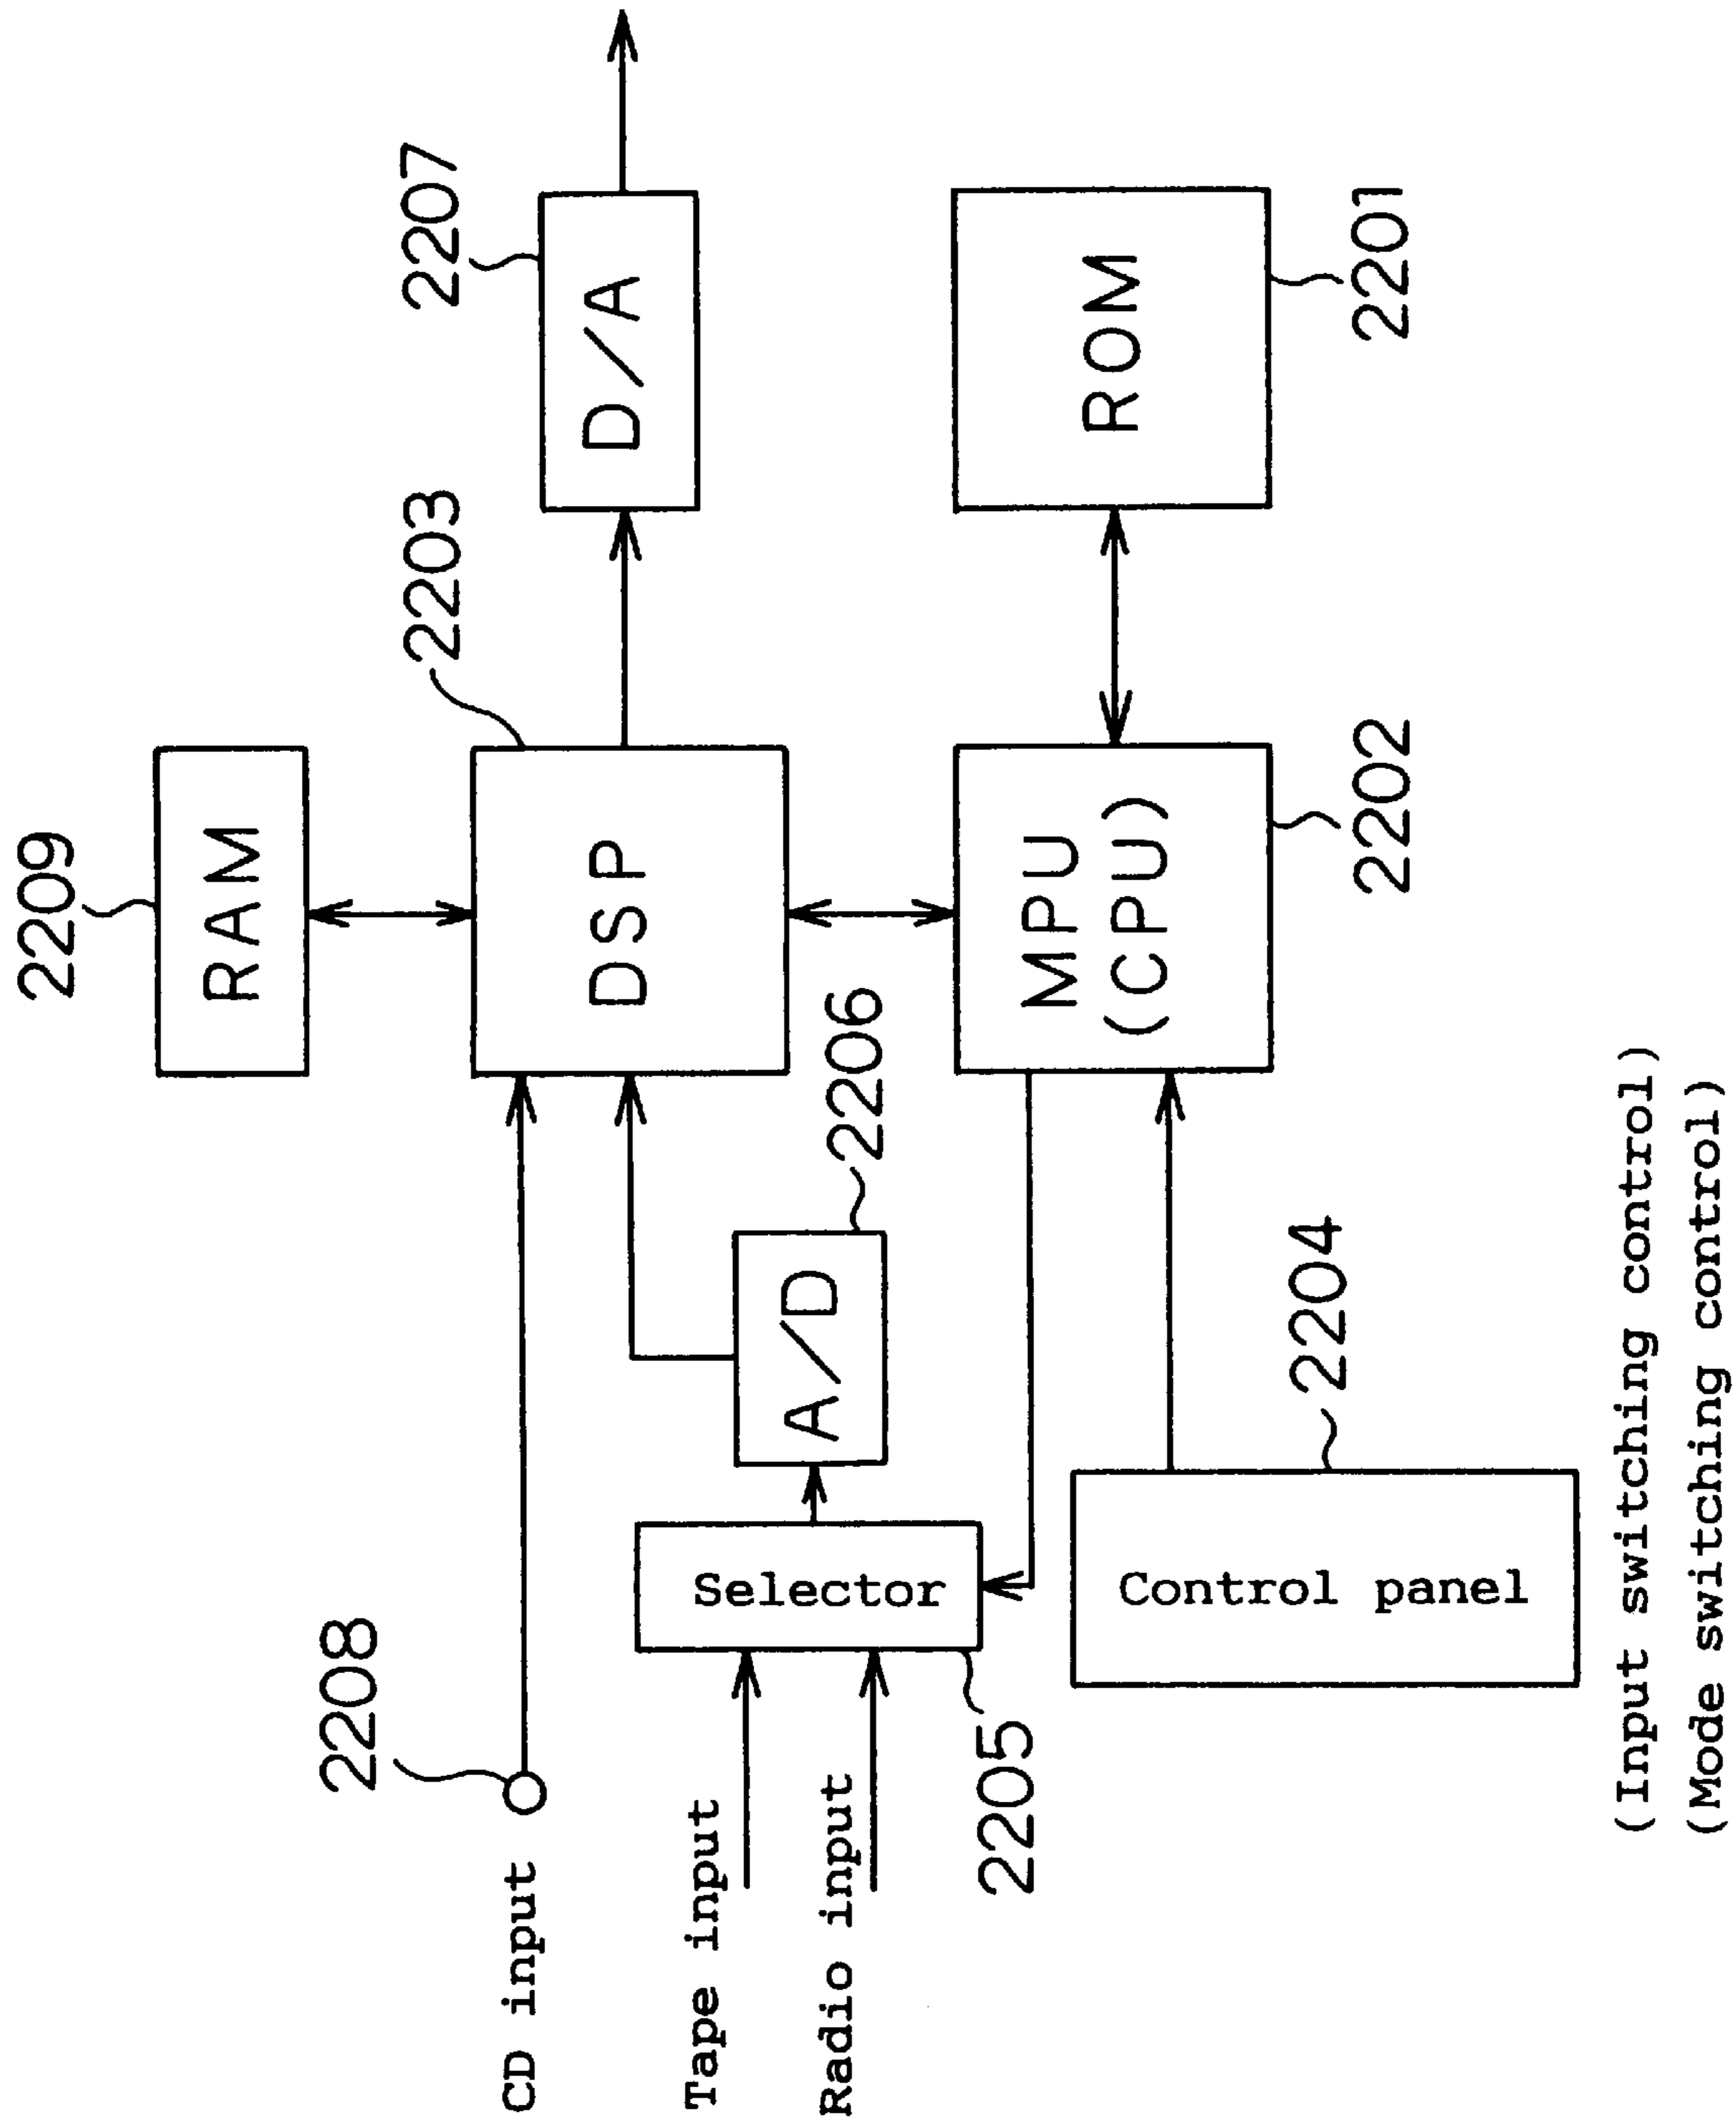 2209
RAM
2208
CD input
2203
DSP
2207
D/A
Tape input
Radio input
Selector
2205
A/D
2206
MPU
(CPU)
2202
ROM
2201
Control panel
2204
(Input switching control)
(Mode switching control)